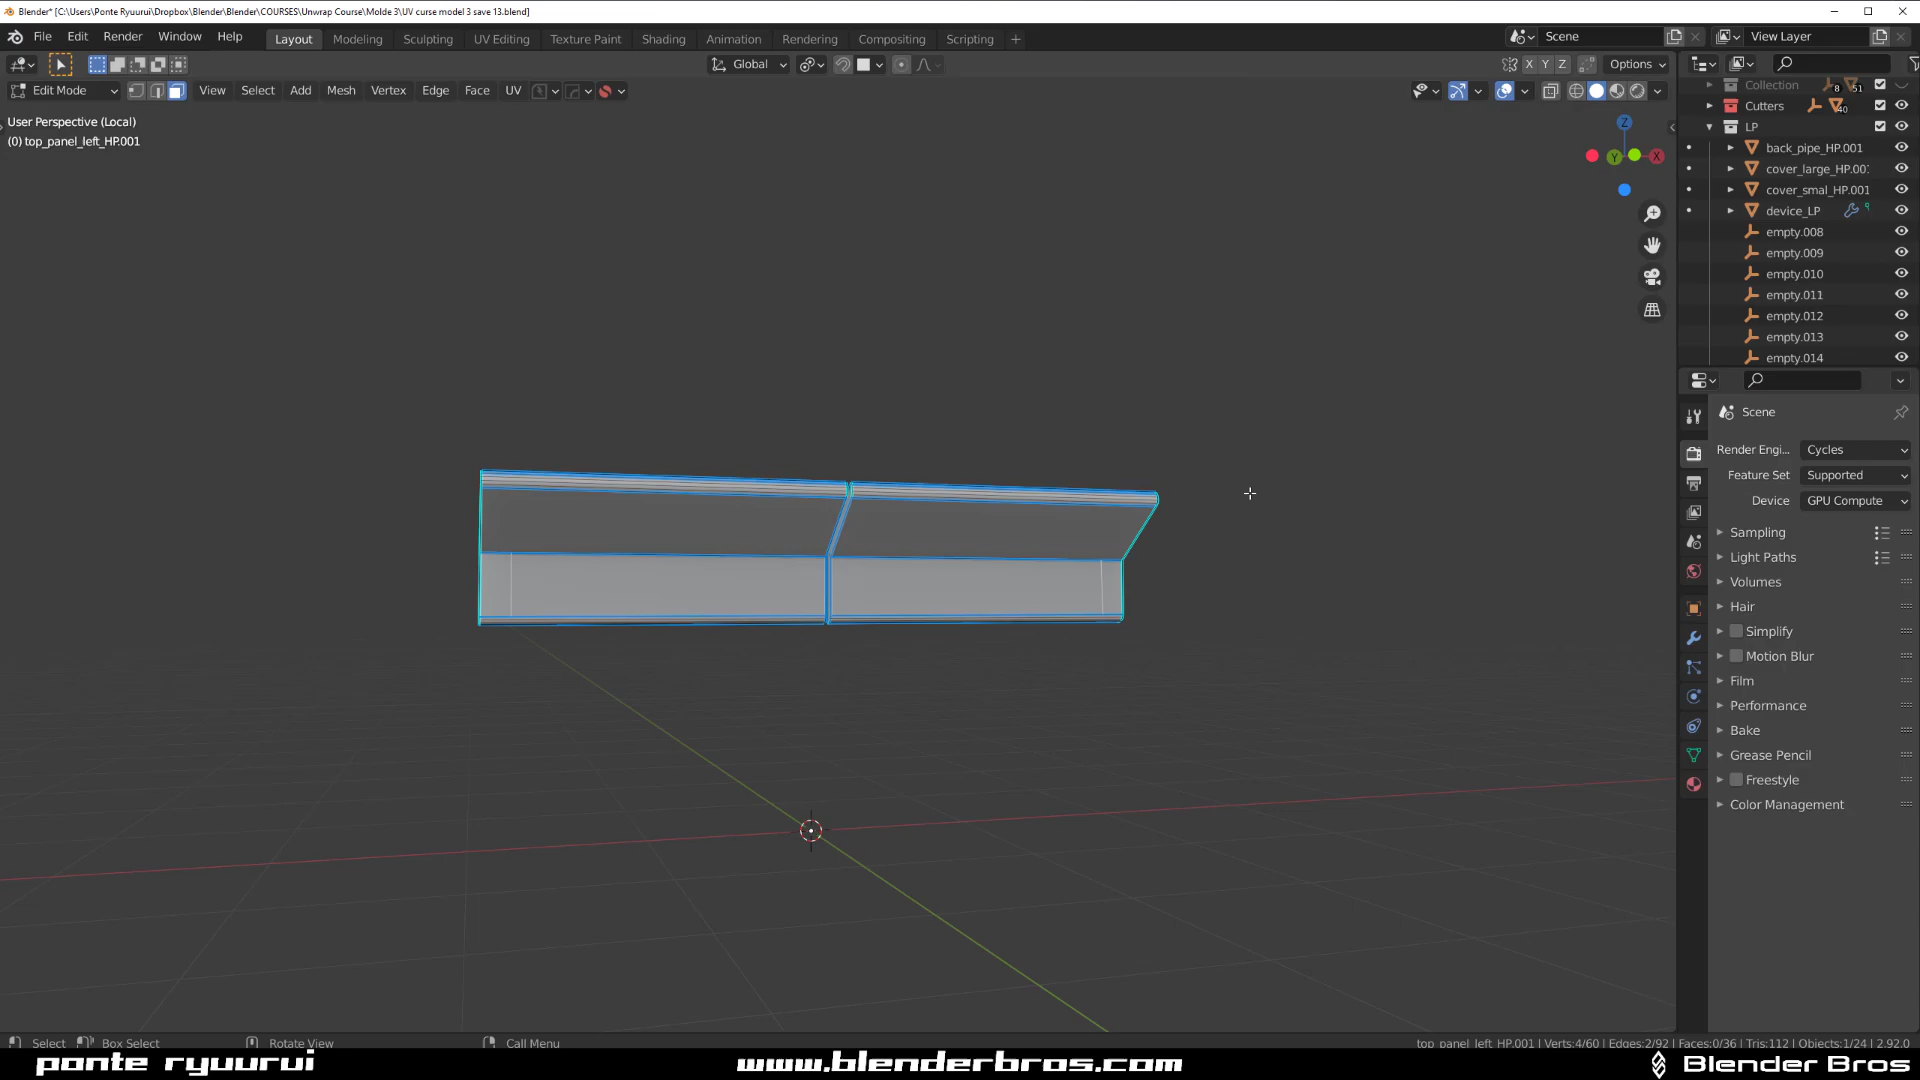 Blender* [C:\Users\Ponte Ryuurui\Dropbox\Blender\Blender\COURSES\Unwrap Course\Molde 3\UV curse model 3 save 13.blend]
File Edit Render Window Help Layout Modeling Sculpting UV Editing Texture Paint Shading Animation Rendering Compositing Scripting + Scene View Layer
Global X Y Z Options
Edit Mode View Select Add Mesh Vertex Edge Face UV
User Perspective (Local)
(0) top_panel_left_HP.001
Z
Y X
Collection 8 51
Cutters 40
LP
back_pipe_HP.001
cover_large_HP.00
cover_smal_HP.001
device_LP
empty.008
empty.009
empty.010
empty.011
empty.012
empty.013
empty.014
Scene
Render Engi... Cycles
Feature Set Supported
Device GPU Compute
Sampling
Light Paths
Volumes
Hair
Simplify
Motion Blur
Film
Performance
Bake
Grease Pencil
Freestyle
Color Management
Select Box Select Rotate View Call Menu top_panel_left_HP.001 | Verts:4/60 | Edges:2/92 | Faces:0/36 | Tris:112 | Objects:1/24 | 2.92.0
ponte ryuurui www.blenderbros.com Blender Bros